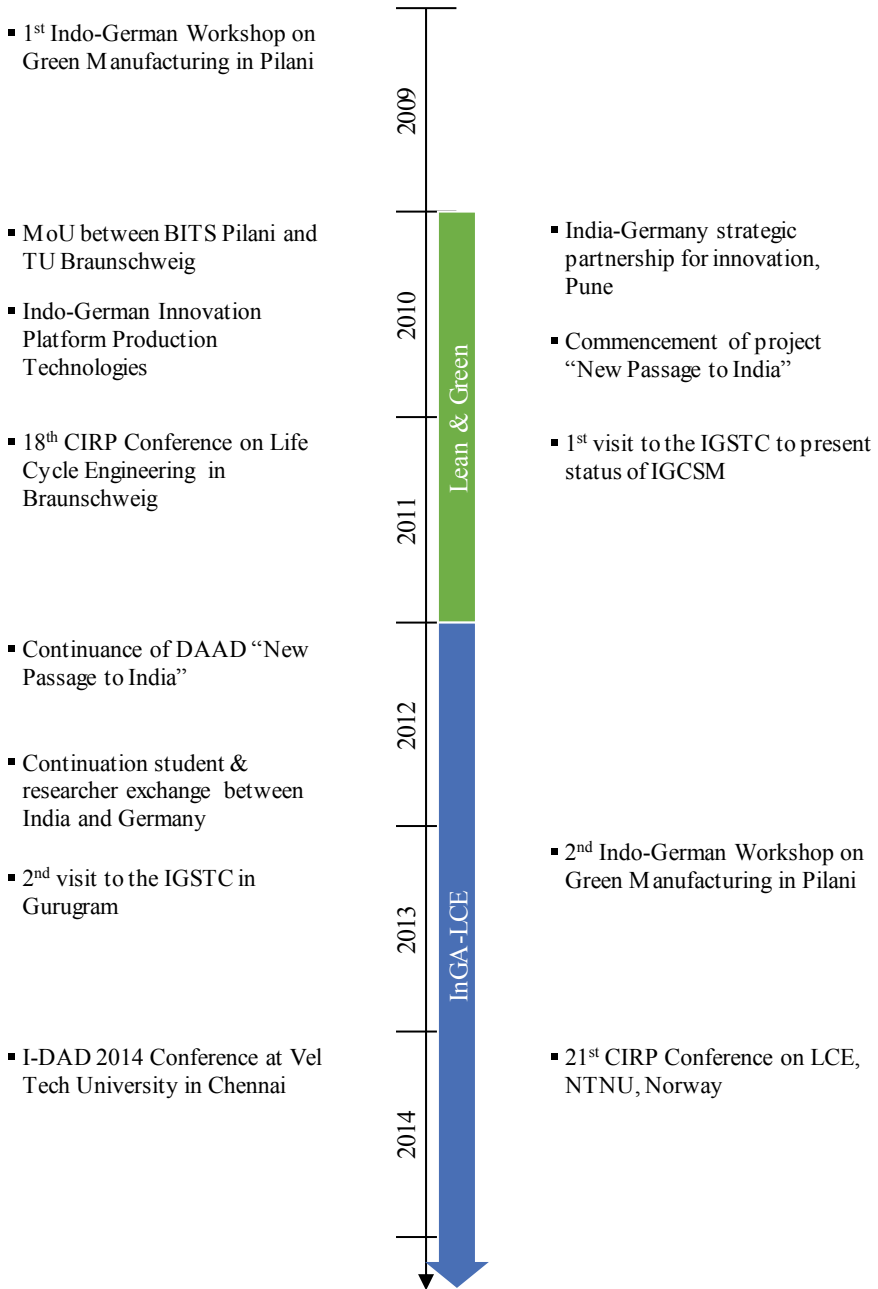 ▪ 1st Indo-German Workshop on
Green Manufacturing in Pilani
2009
▪ MoU between BITS Pilani and
TU Braunschweig
▪ Indo-German Innovation
Platform Production
Technologies
▪ India-Germany strategic
partnership for innovation,
Pune
▪ Commencement of project
“New Passage to India”
2010
Lean & Green
▪ 18th CIRP Conference on Life
Cycle Engineering in
Braunschweig
▪ 1st visit to the IGSTC to present
status of IGCSM
2011
▪ Continuance of DAAD “New
Passage to India”
▪ Continuation student &
researcher exchange between
India and Germany
2012
▪ 2nd visit to the IGSTC in
Gurugram
▪ 2nd Indo-German Workshop on
Green Manufacturing in Pilani
2013
InGA-LCE
▪ I-DAD 2014 Conference at Vel
Tech University in Chennai
▪ 21st CIRP Conference on LCE,
NTNU, Norway
2014